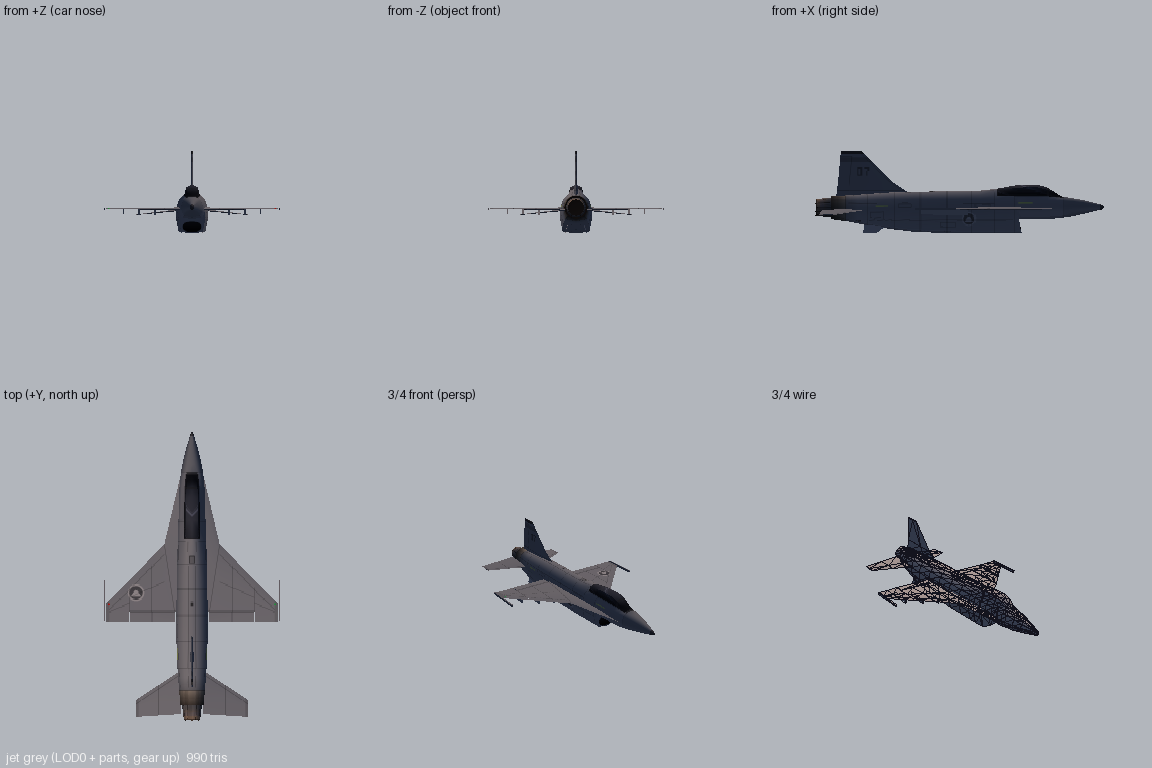 from +Z (car nose)
from -Z (object front)
from +X (right side)
07
top (+Y, north up)
3/4 front (persp)
3/4 wire
jet grey (LOD0 + parts, gear up) 990 tris